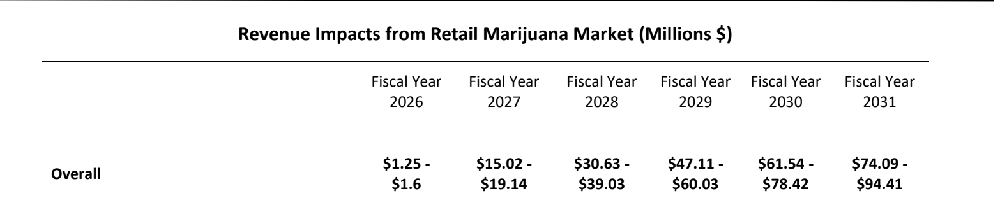 Revenue Impacts from Retail Marijuana Market (Millions $)
Fiscal Year 2026 Fiscal Year 2027 Fiscal Year 2028 Fiscal Year 2029 Fiscal Year 2030 Fiscal Year 2031
Overall $1.25 - $1.6 $15.02 - $19.14 $30.63 - $39.03 $47.11 - $60.03 $61.54 - $78.42 $74.09 - $94.41